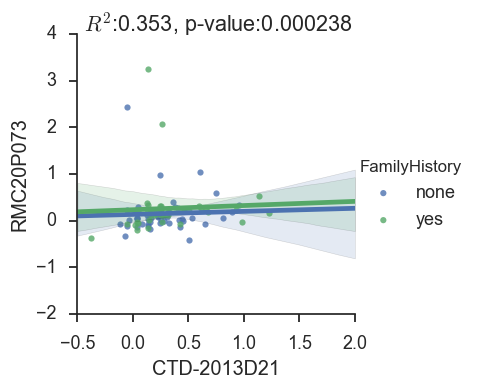 R²:0.353, p-value:0.000238
4
3
2
1
0
−1
−2
RMC20P073
−0.5 0.0 0.5 1.0 1.5 2.0
CTD-2013D21
FamilyHistory
none
yes